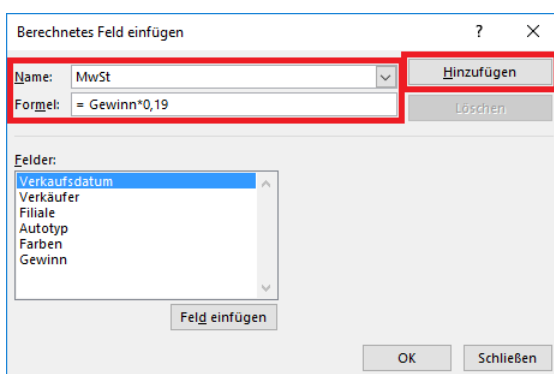 Berechnetes Feld einfügen ? ×
Name: MwSt Hinzufügen
Formel: = Gewinn*0,19 Löschen
Felder:
Verkaufsdatum
Verkäufer
Filiale
Autotyp
Farben
Gewinn
Feld einfügen
OK Schließen